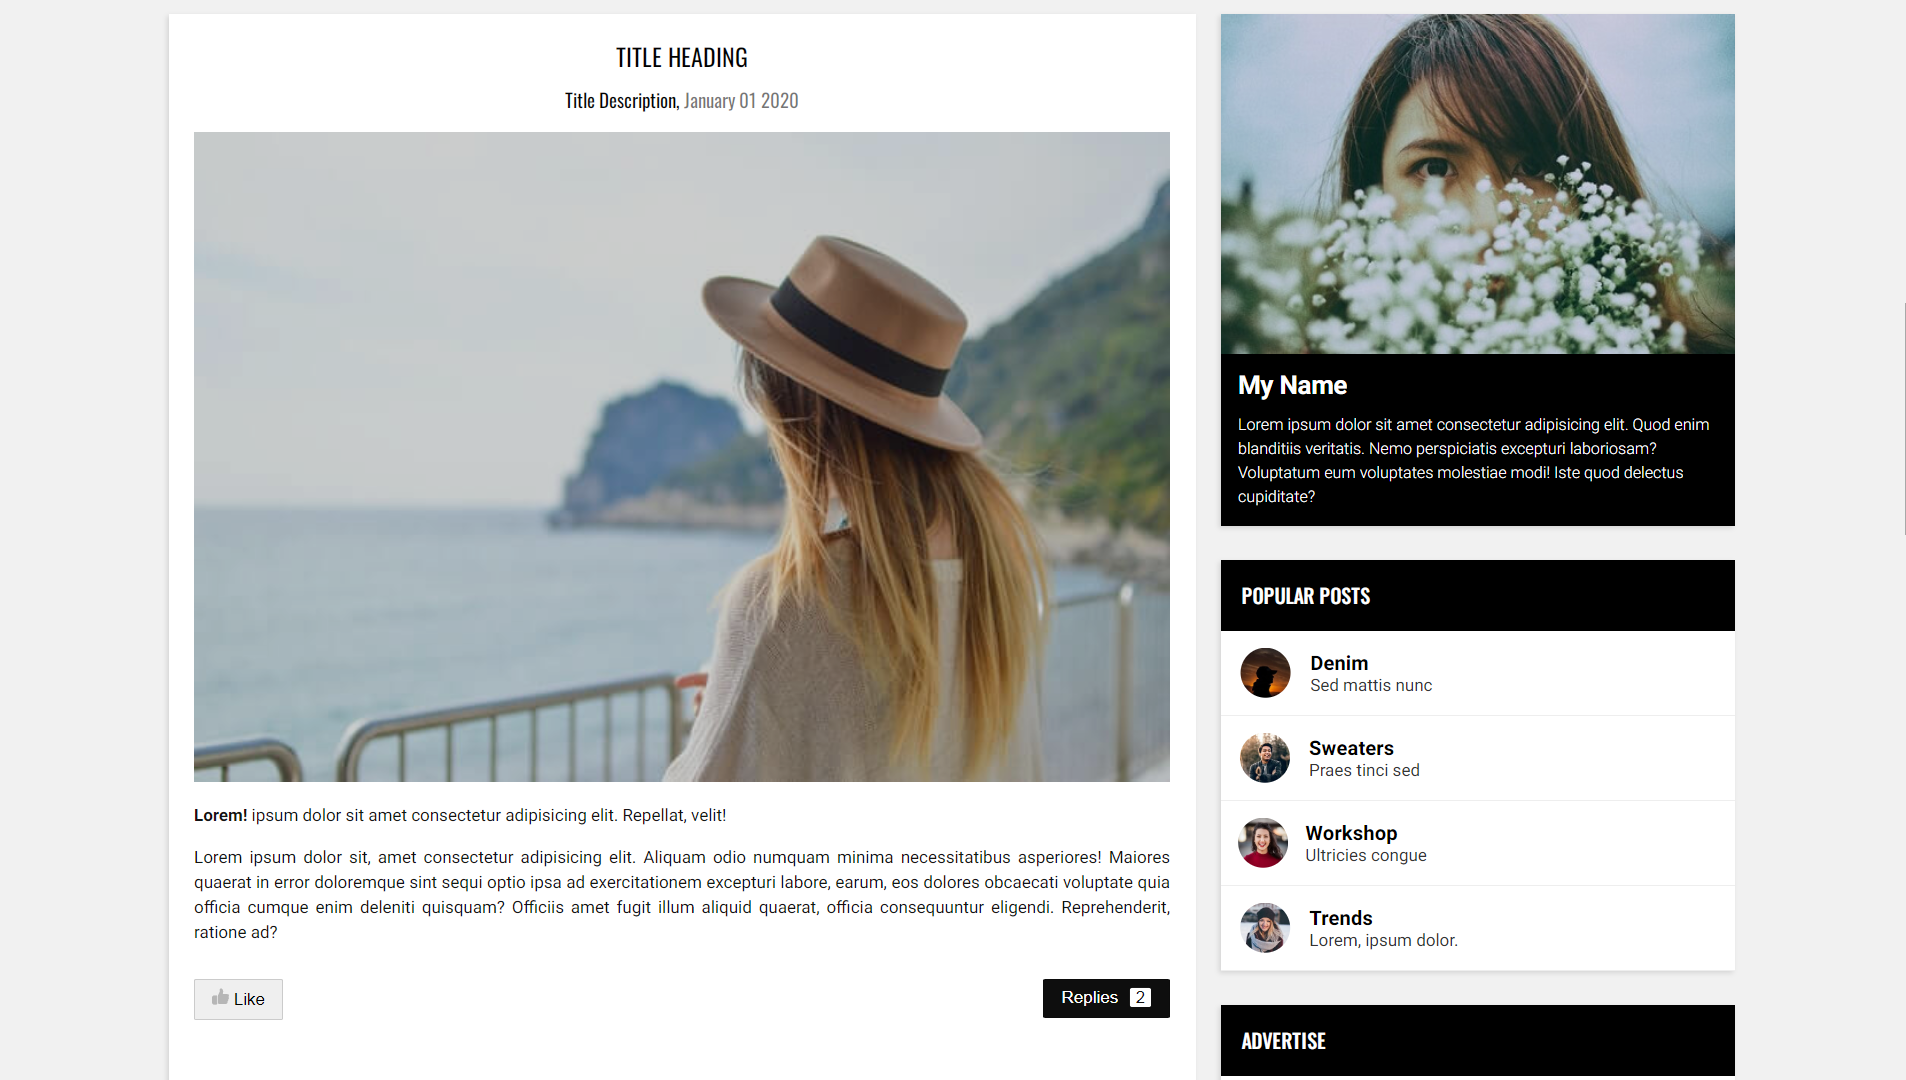 TITLE HEADING
Title Description, January 01 2020
Lorem! ipsum dolor sit amet consectetur adipisicing elit. Repellat, velit!
Lorem ipsum dolor sit, amet consectetur adipisicing elit. Aliquam odio numquam minima necessitatibus asperiores! Maiores
quaerat in error doloremque sint sequi optio ipsa ad exercitationem excepturi labore, earum, eos dolores obcaecati voluptate quia
officia cumque enim deleniti quisquam? Officiis amet fugit illum aliquid quaerat, officia consequuntur eligendi. Reprehenderit,
ratione ad?
Like
Replies 2
My Name
Lorem ipsum dolor sit amet consectetur adipisicing elit. Quod enim
blanditiis veritatis. Nemo perspiciatis excepturi laboriosam?
Voluptatum eum voluptates molestiae modi! Iste quod delectus
cupiditate?
POPULAR POSTS
Denim
Sed mattis nunc
Sweaters
Praes tinci sed
Workshop
Ultricies congue
Trends
Lorem, ipsum dolor.
ADVERTISE